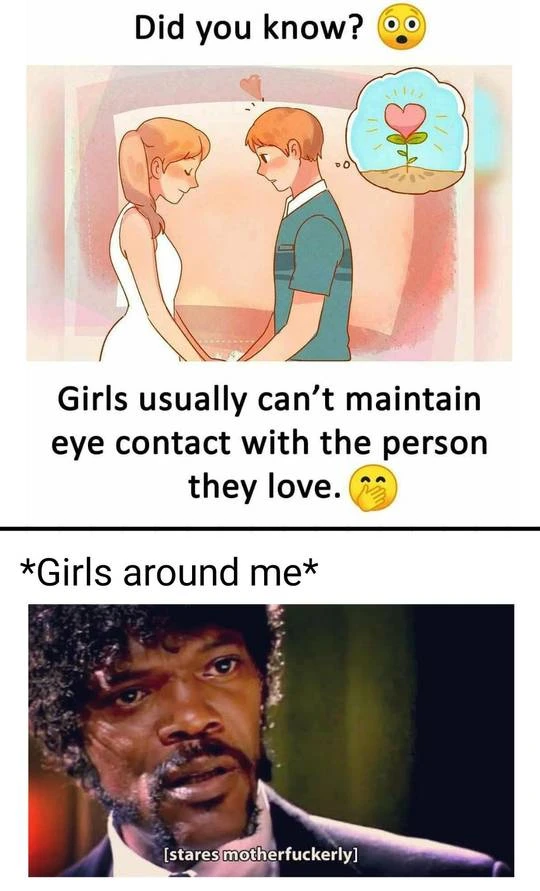 Did you know? 😲
Girls usually can't maintain
eye contact with the person
they love. 🤭
*Girls around me*
[stares motherfuckerly]